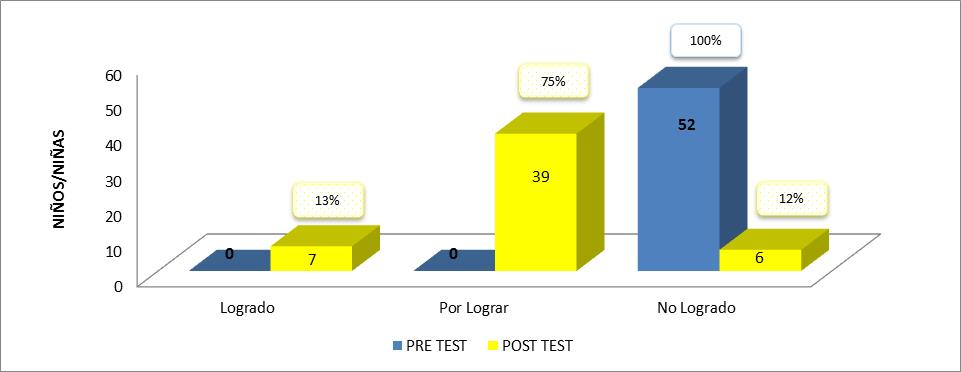 100%
75%
13%
12%
NIÑOS/NIÑAS
60
50
40
30
20
10
0
0
7
0
39
52
6
Logrado
Por Lograr
No Logrado
PRE TEST
POST TEST